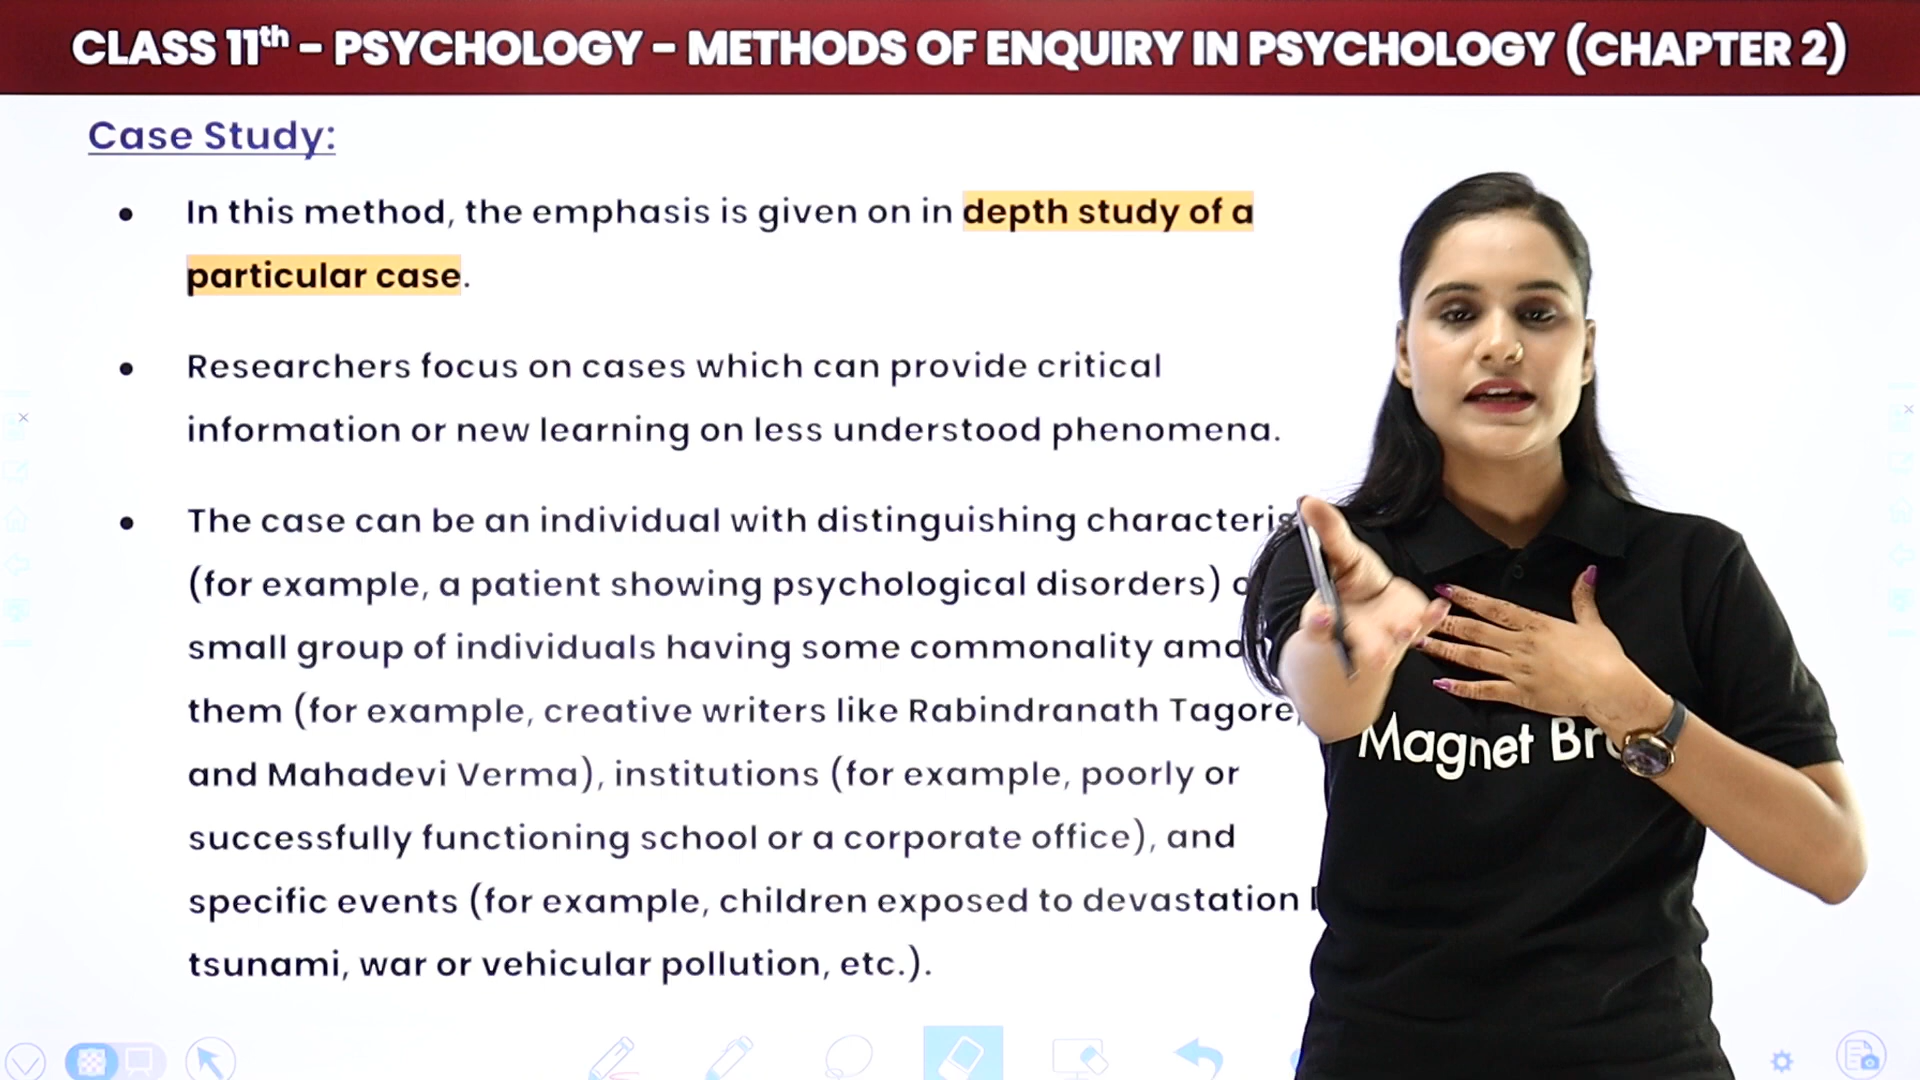 CLASS 11th – PSYCHOLOGY – METHODS OF ENQUIRY IN PSYCHOLOGY (CHAPTER 2)
Case Study:
• In this method, the emphasis is given on in depth study of a
particular case.
• Researchers focus on cases which can provide critical
information or new learning on less understood phenomena.
• The case can be an individual with distinguishing
(for example, a patient showing psychological disorders)
small group of individuals having some commonality
them (for example, creative writers like Rabindranath Tagore,
and Mahadevi Verma), institutions (for example, poorly or
successfully functioning school or a corporate office), and
specific events (for example, children exposed to devastation
tsunami, war or vehicular pollution, etc.).
Magnet